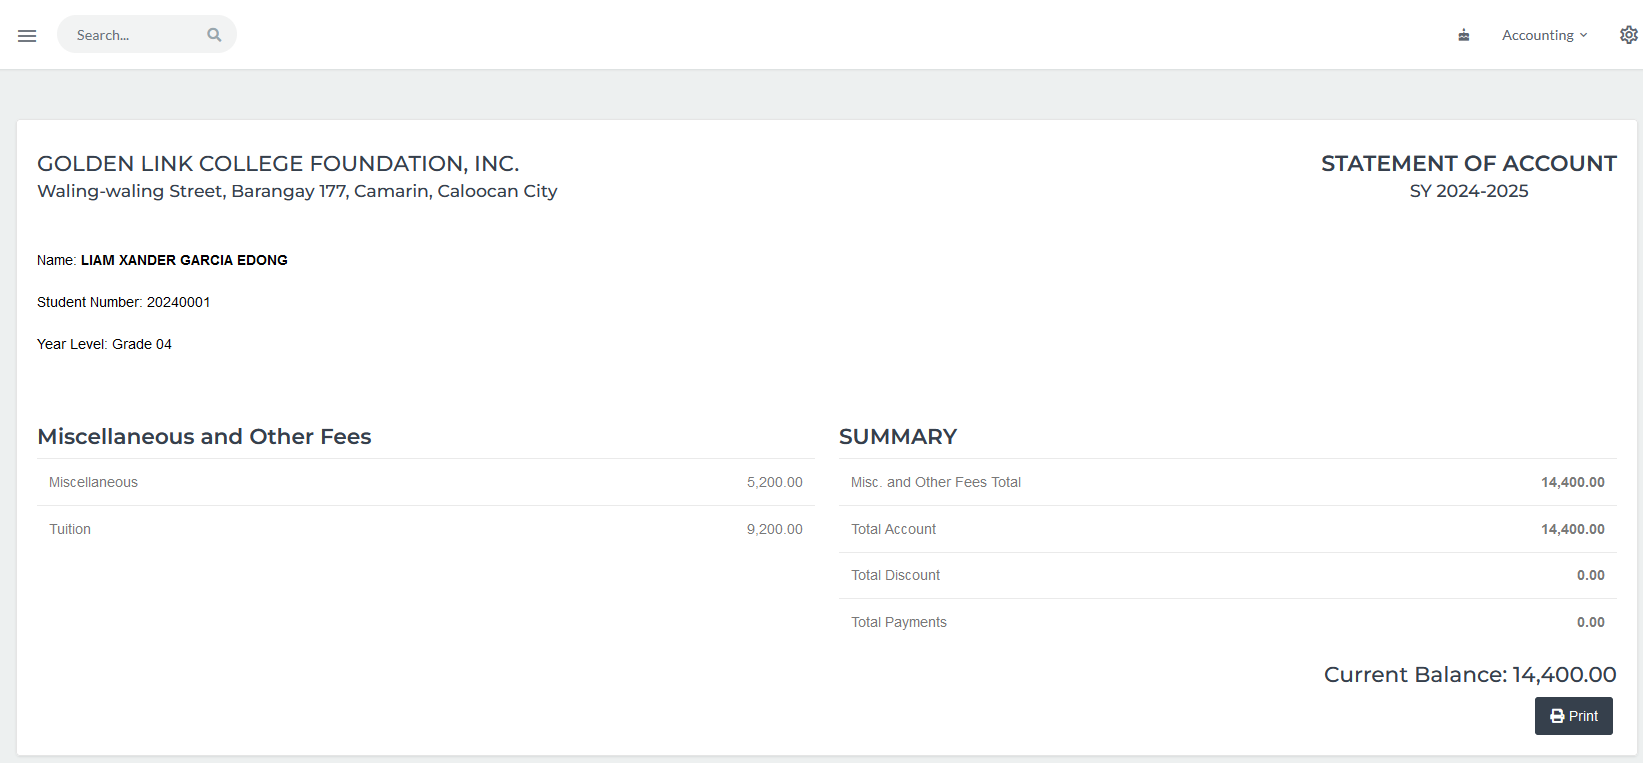 Search...
Accounting
GOLDEN LINK COLLEGE FOUNDATION, INC.
Waling-waling Street, Barangay 177, Camarin, Caloocan City
STATEMENT OF ACCOUNT
SY 2024-2025
Name: LIAM XANDER GARCIA EDONG
Student Number: 20240001
Year Level: Grade 04
Miscellaneous and Other Fees
Miscellaneous 5,200.00
Tuition 9,200.00
SUMMARY
Misc. and Other Fees Total 14,400.00
Total Account 14,400.00
Total Discount 0.00
Total Payments 0.00
Current Balance: 14,400.00
Print